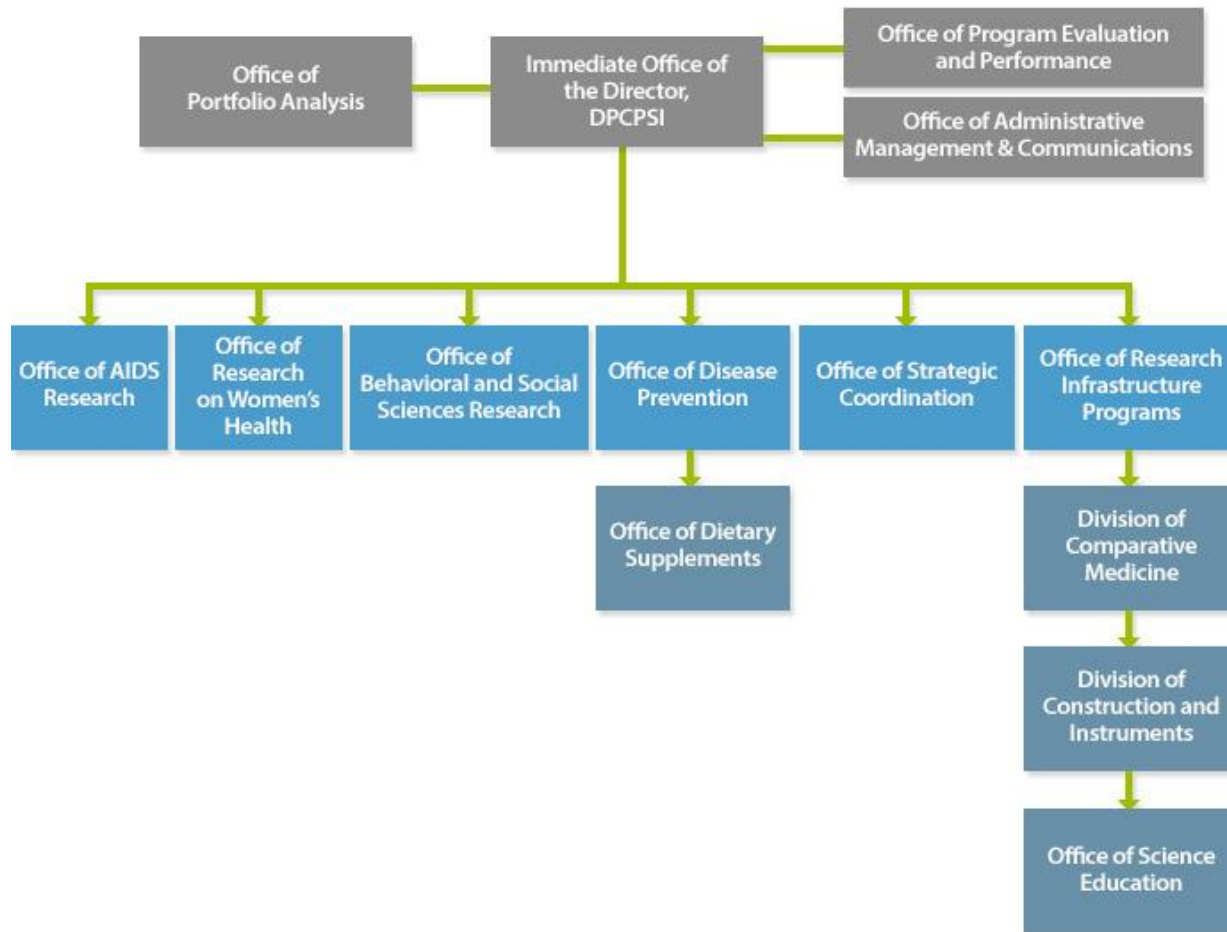 Office of
Portfolio Analysis
Immediate Office of
the Director,
DPCPSI
Office of Program Evaluation
and Performance
Office of Administrative
Management & Communications
Office of AIDS
Research
Office of
Research
on Women's
Health
Office of
Behavioral and Social
Sciences Research
Office of Disease
Prevention
Office of Strategic
Coordination
Office of Research
Infrastructure
Programs
Office of Dietary
Supplements
Division of
Comparative
Medicine
Division of
Construction and
Instruments
Office of Science
Education